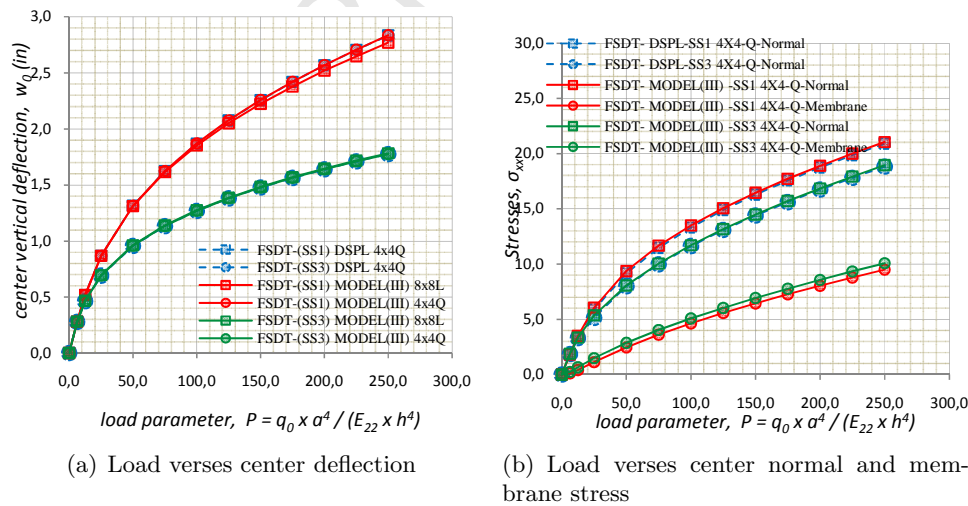 3,0
2,5
2,0
1,5
1,0
0,5
0,0
center vertical deflection, w0(in)
FSDT-(SS1) DSPL 4x4Q
FSDT-(SS3) DSPL 4x4Q
FSDT-(SS1) MODEL(III) 8x8L
FSDT-(SS1) MODEL(III) 4x4Q
FSDT-(SS3) MODEL(III) 8x8L
FSDT-(SS3) MODEL(III) 4x4Q
0,0 50,0 100,0 150,0 200,0 250,0 300,0
load parameter, P = q0 x a⁴ / (E22 x h⁴)
(a) Load verses center deflection
30,0
25,0
20,0
15,0
10,0
5,0
0,0
Stresses, σxx
FSDT- DSPL-SS1 4X4-Q-Normal
FSDT- DSPL-SS3 4X4-Q-Normal
FSDT- MODEL(III) -SS1 4X4-Q-Normal
FSDT- MODEL(III) -SS1 4X4-Q-Membrane
FSDT- MODEL(III) -SS3 4X4-Q-Normal
FSDT- MODEL(III) -SS3 4X4-Q-Membrane
0,0 50,0 100,0 150,0 200,0 250,0 300,0
load parameter, P = q0 x a⁴ / (E22 x h⁴)
(b) Load verses center normal and mem-
brane stress